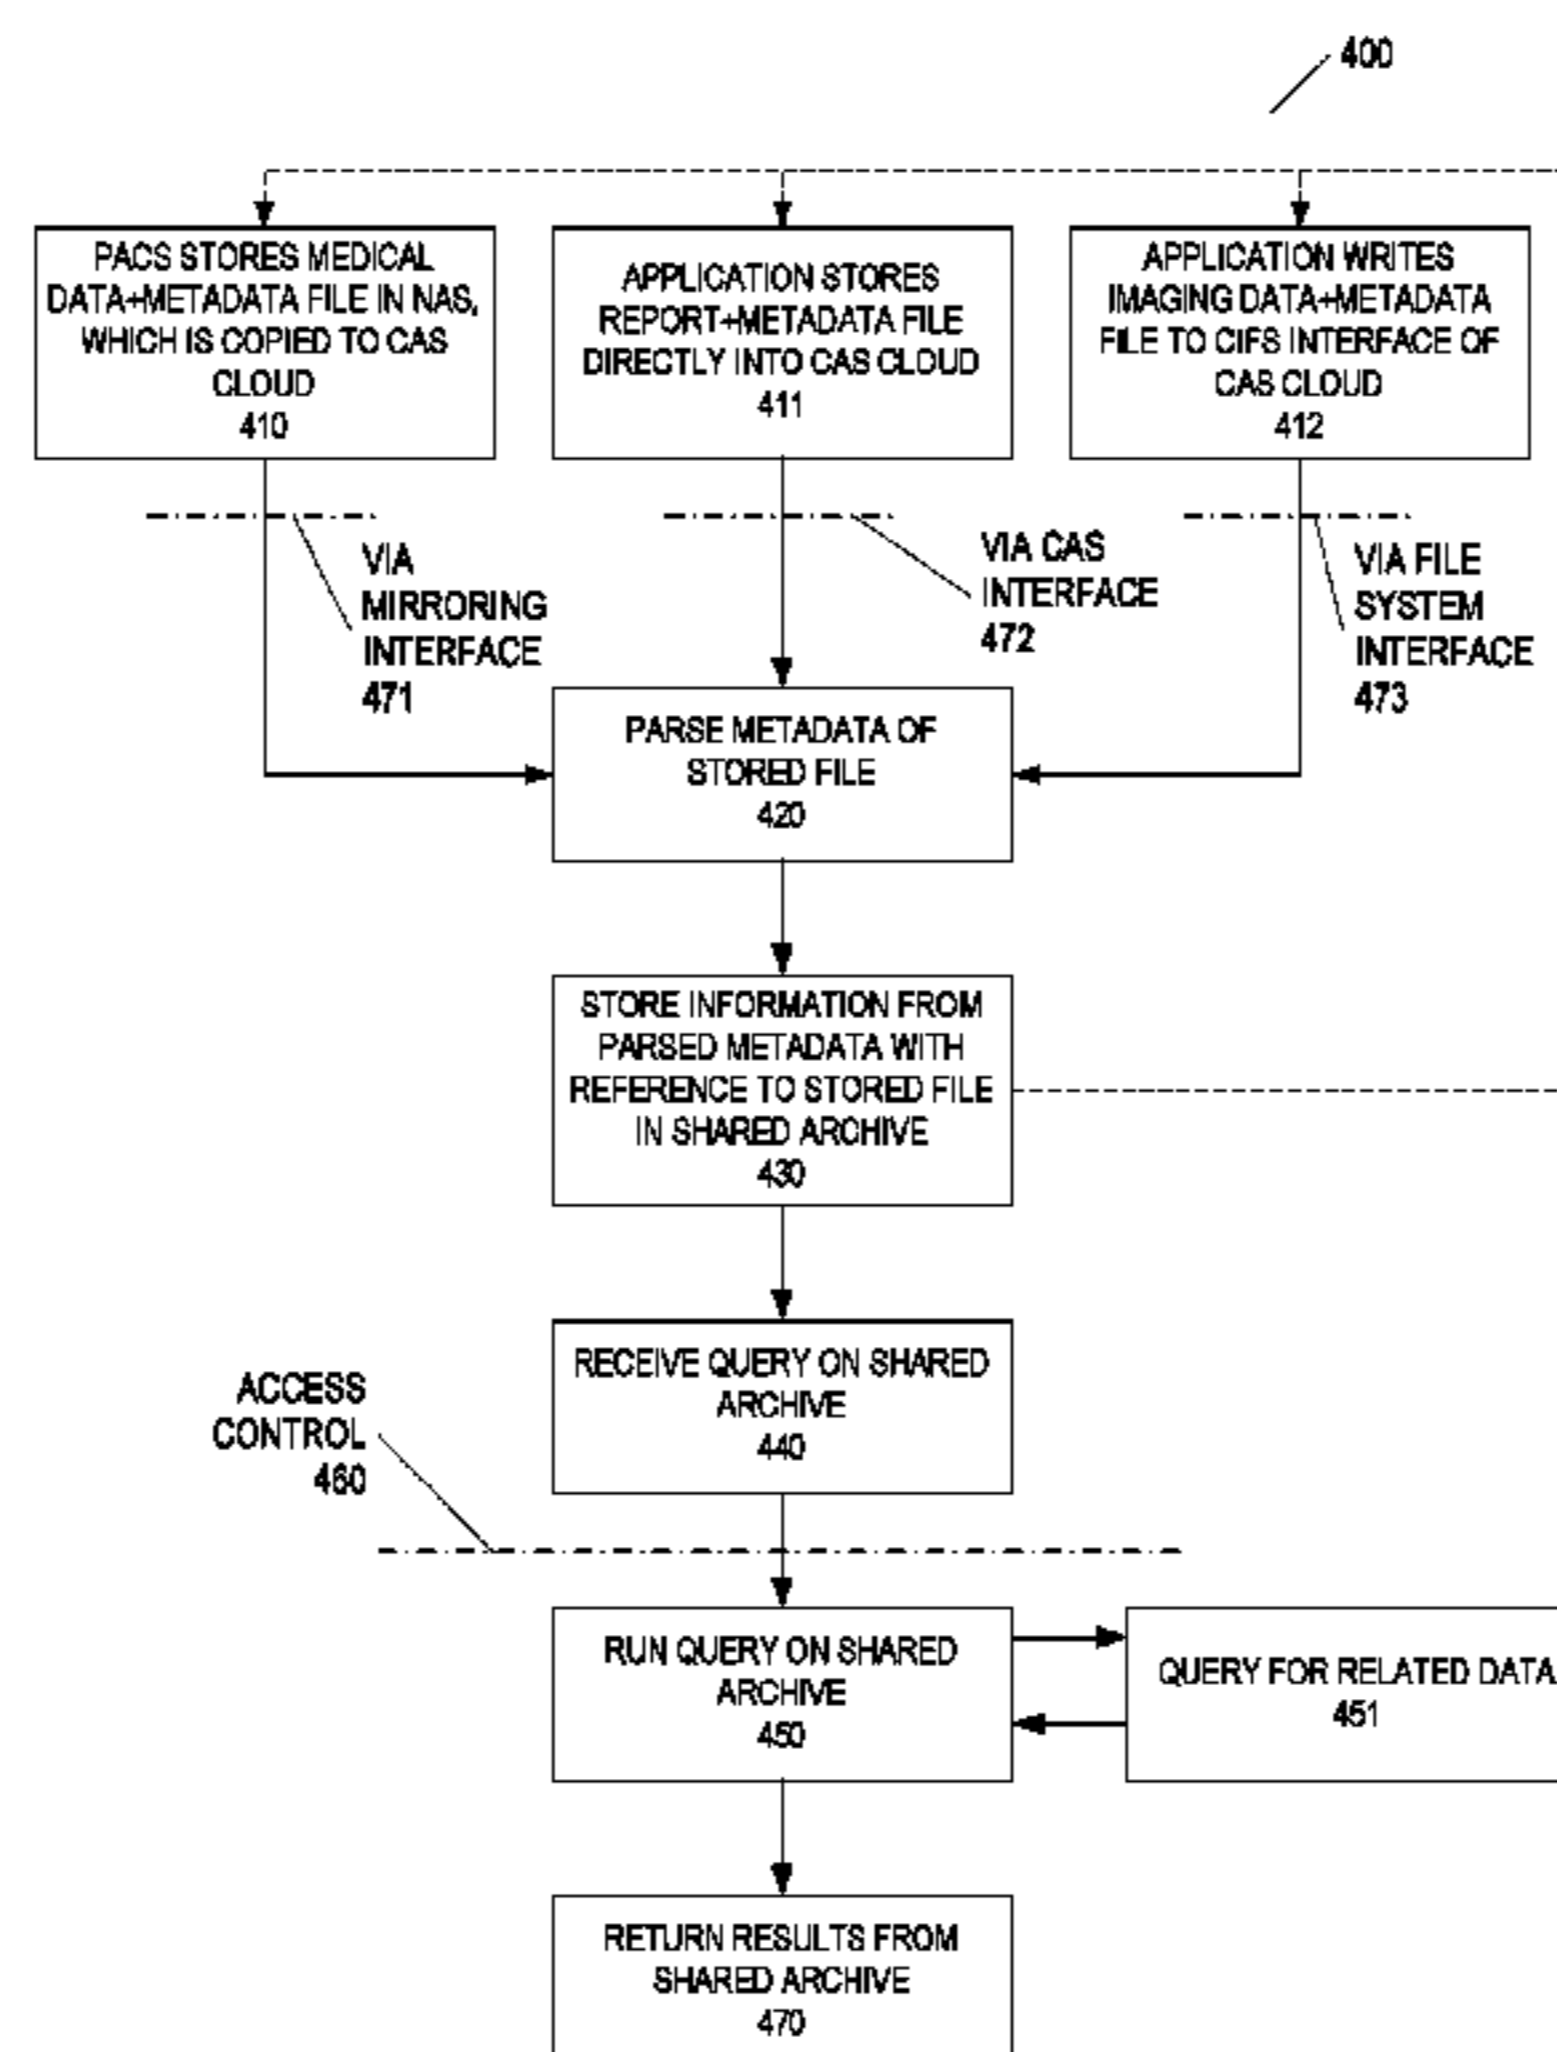 400
PACS STORES MEDICAL
DATA+METADATA FILE IN NAS,
WHICH IS COPIED TO CAS
CLOUD
410
APPLICATION STORES
REPORT+METADATA FILE
DIRECTLY INTO CAS CLOUD
411
APPLICATION WRITES
IMAGING DATA+METADATA
FILE TO CIFS INTERFACE OF
CAS CLOUD
412
VIA
MIRRORING
INTERFACE
471
VIA CAS
INTERFACE
472
VIA FILE
SYSTEM
INTERFACE
473
PARSE METADATA OF
STORED FILE
420
STORE INFORMATION FROM
PARSED METADATA WITH
REFERENCE TO STORED FILE
IN SHARED ARCHIVE
430
RECEIVE QUERY ON SHARED
ARCHIVE
440
ACCESS
CONTROL
460
RUN QUERY ON SHARED
ARCHIVE
450
QUERY FOR RELATED DATA
451
RETURN RESULTS FROM
SHARED ARCHIVE
470